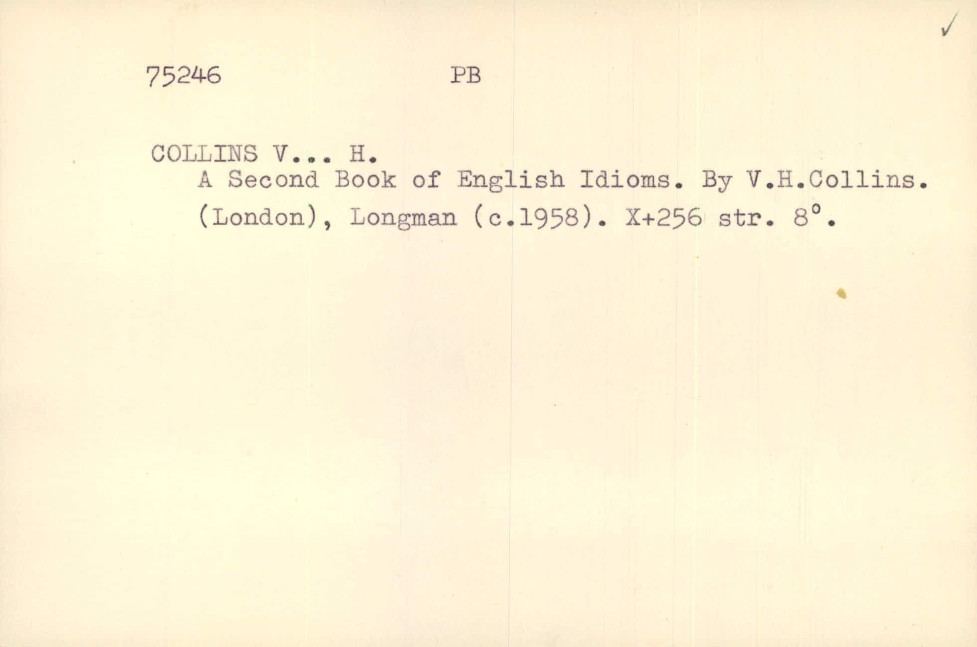 75246 PB
COLLINS V... H.
A Second Book of English Idioms. By V.H.Collins.
(London), Longman (c.1958). X+256 str. 8°.